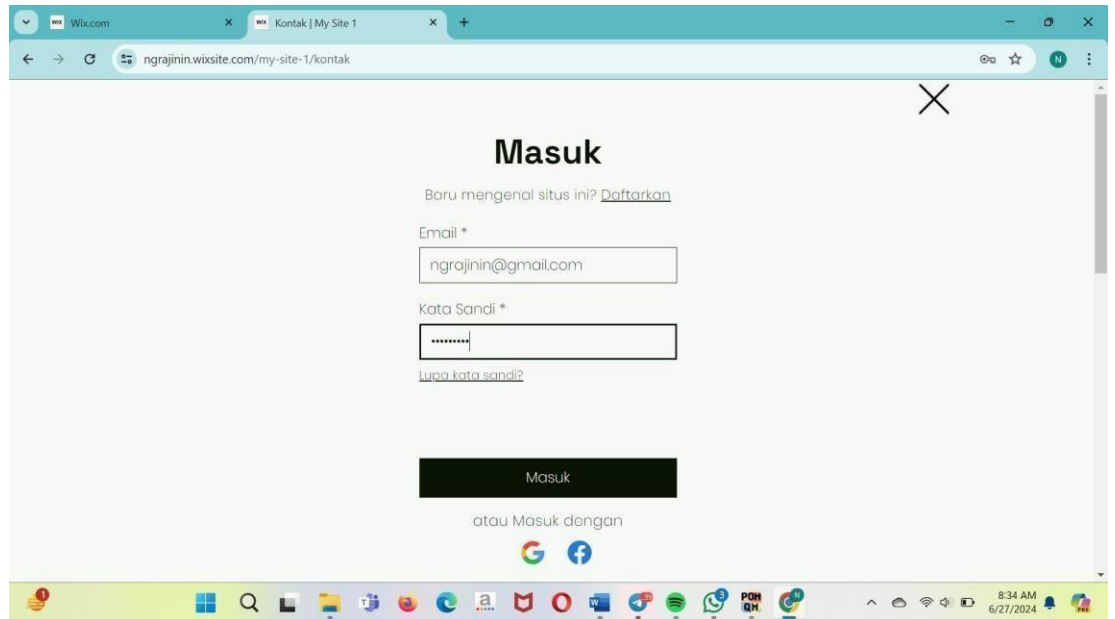 WIX Wix.com
WIX Kontak | My Site 1
ngrajinin.wixsite.com/my-site-1/kontak
N
Masuk
Baru mengenal situs ini? Daftarkan
Email *
ngrajinin@gmail.com
Kata Sandi *
•••••••••
Lupa kata sandi?
Masuk
atau Masuk dengan
8:34 AM
6/27/2024